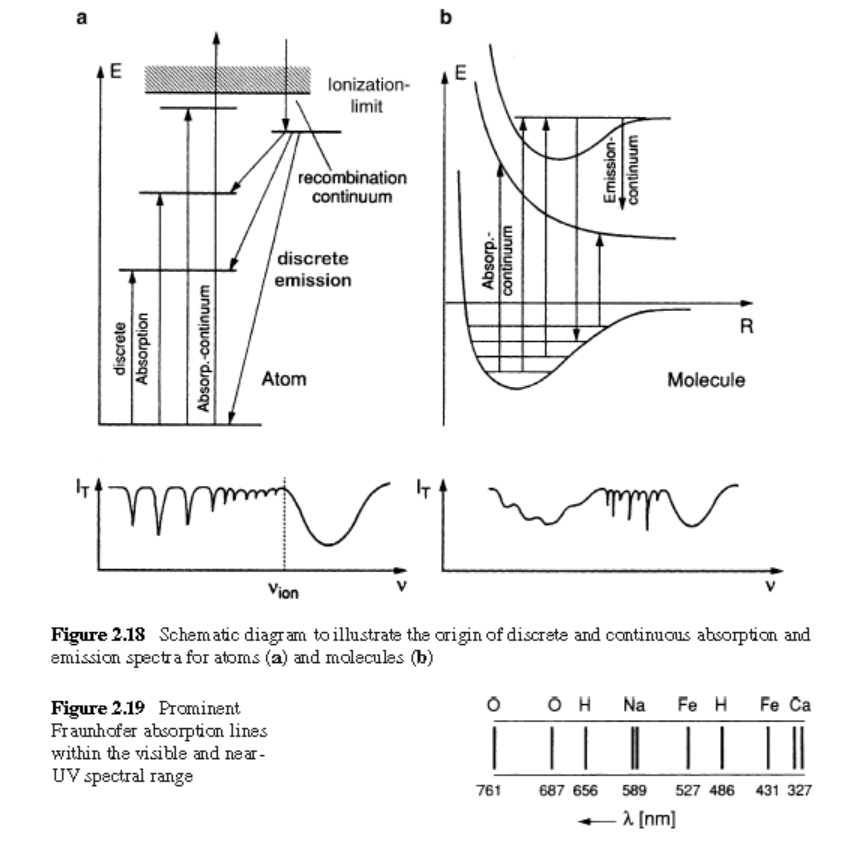 a
E
Ionization-
limit
recombination
continuum
discrete
emission
discrete
Absorption
Absorp.-continuum
Atom
I_T
ν_ion
ν
b
E
Emission-
continuum
Absorp.-
continuum
R
Molecule
I_T
ν
Figure 2.18 Schematic diagram to illustrate the origin of discrete and continuous absorption and
emission spectra for atoms (a) and molecules (b)
Figure 2.19 Prominent
Fraunhofer absorption lines
within the visible and near-
UV spectral range
O O H Na Fe H Fe Ca
761 687 656 589 527 486 431 327
← λ [nm]